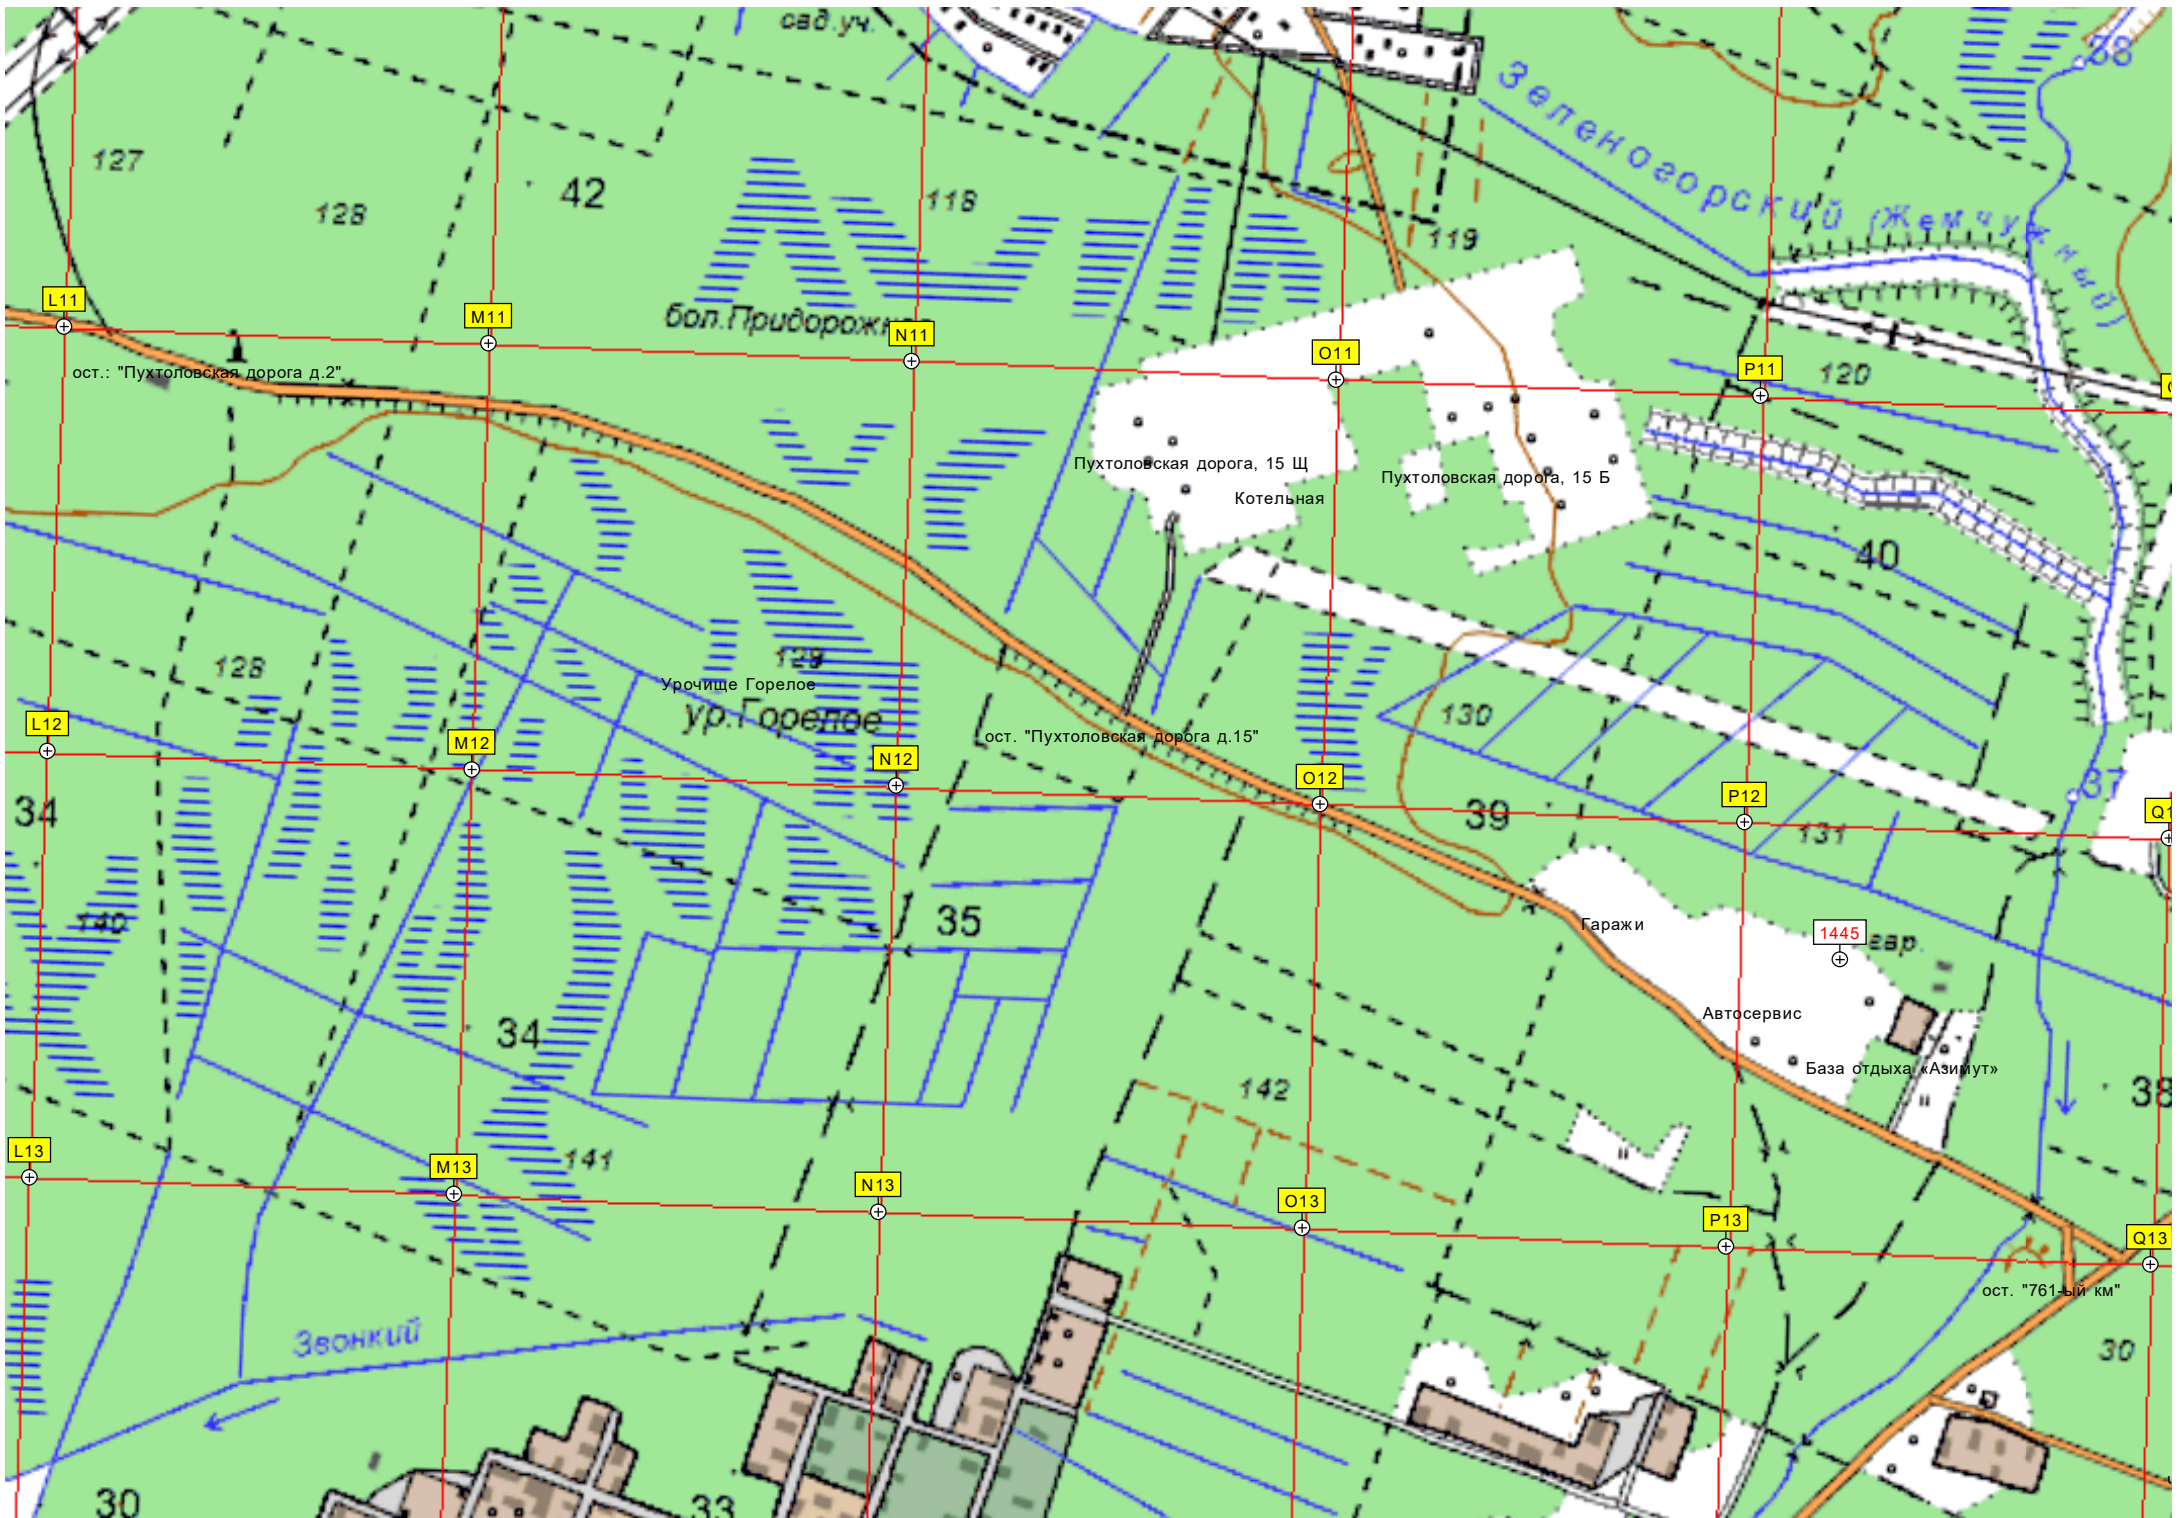 сад.уч.
38
Зеленогорский (Жемчужный)
127
128
42
118
119
L11
M11
бол.Придорожн
N11
O11
P11
120
ост.: "Пухтоловская дорога д.2"
Пухтоловская дорога, 15 Щ
Пухтоловская дорога, 15 Б
Котельная
40
128
129
Урочище Горелое
ур.Горелое
130
ост. "Пухтоловская дорога д.15"
L12
M12
N12
O12
P12
37
Q1
34
39
131
140
35
Гаражи
1445
гар.
34
Автосервис
База отдыха «Азимут»
142
38
141
L13
M13
N13
O13
P13
Q13
ост. "761-ый км"
Звонкий
30
30
33